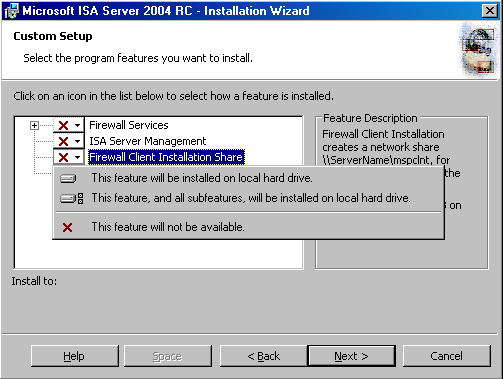 Microsoft ISA Server 2004 RC - Installation Wizard
Custom Setup
Select the program features you want to install.
Click on an icon in the list below to select how a feature is installed.
Firewall Services
ISA Server Management
Firewall Client Installation Share
This feature will be installed on local hard drive.
This feature, and all subfeatures, will be installed on local hard drive.
This feature will not be available.
Feature Description
Firewall Client Installation
creates a network share
\\ServerName\mspclnt, for
the
on
Install to:
Help
Space
< Back
Next >
Cancel